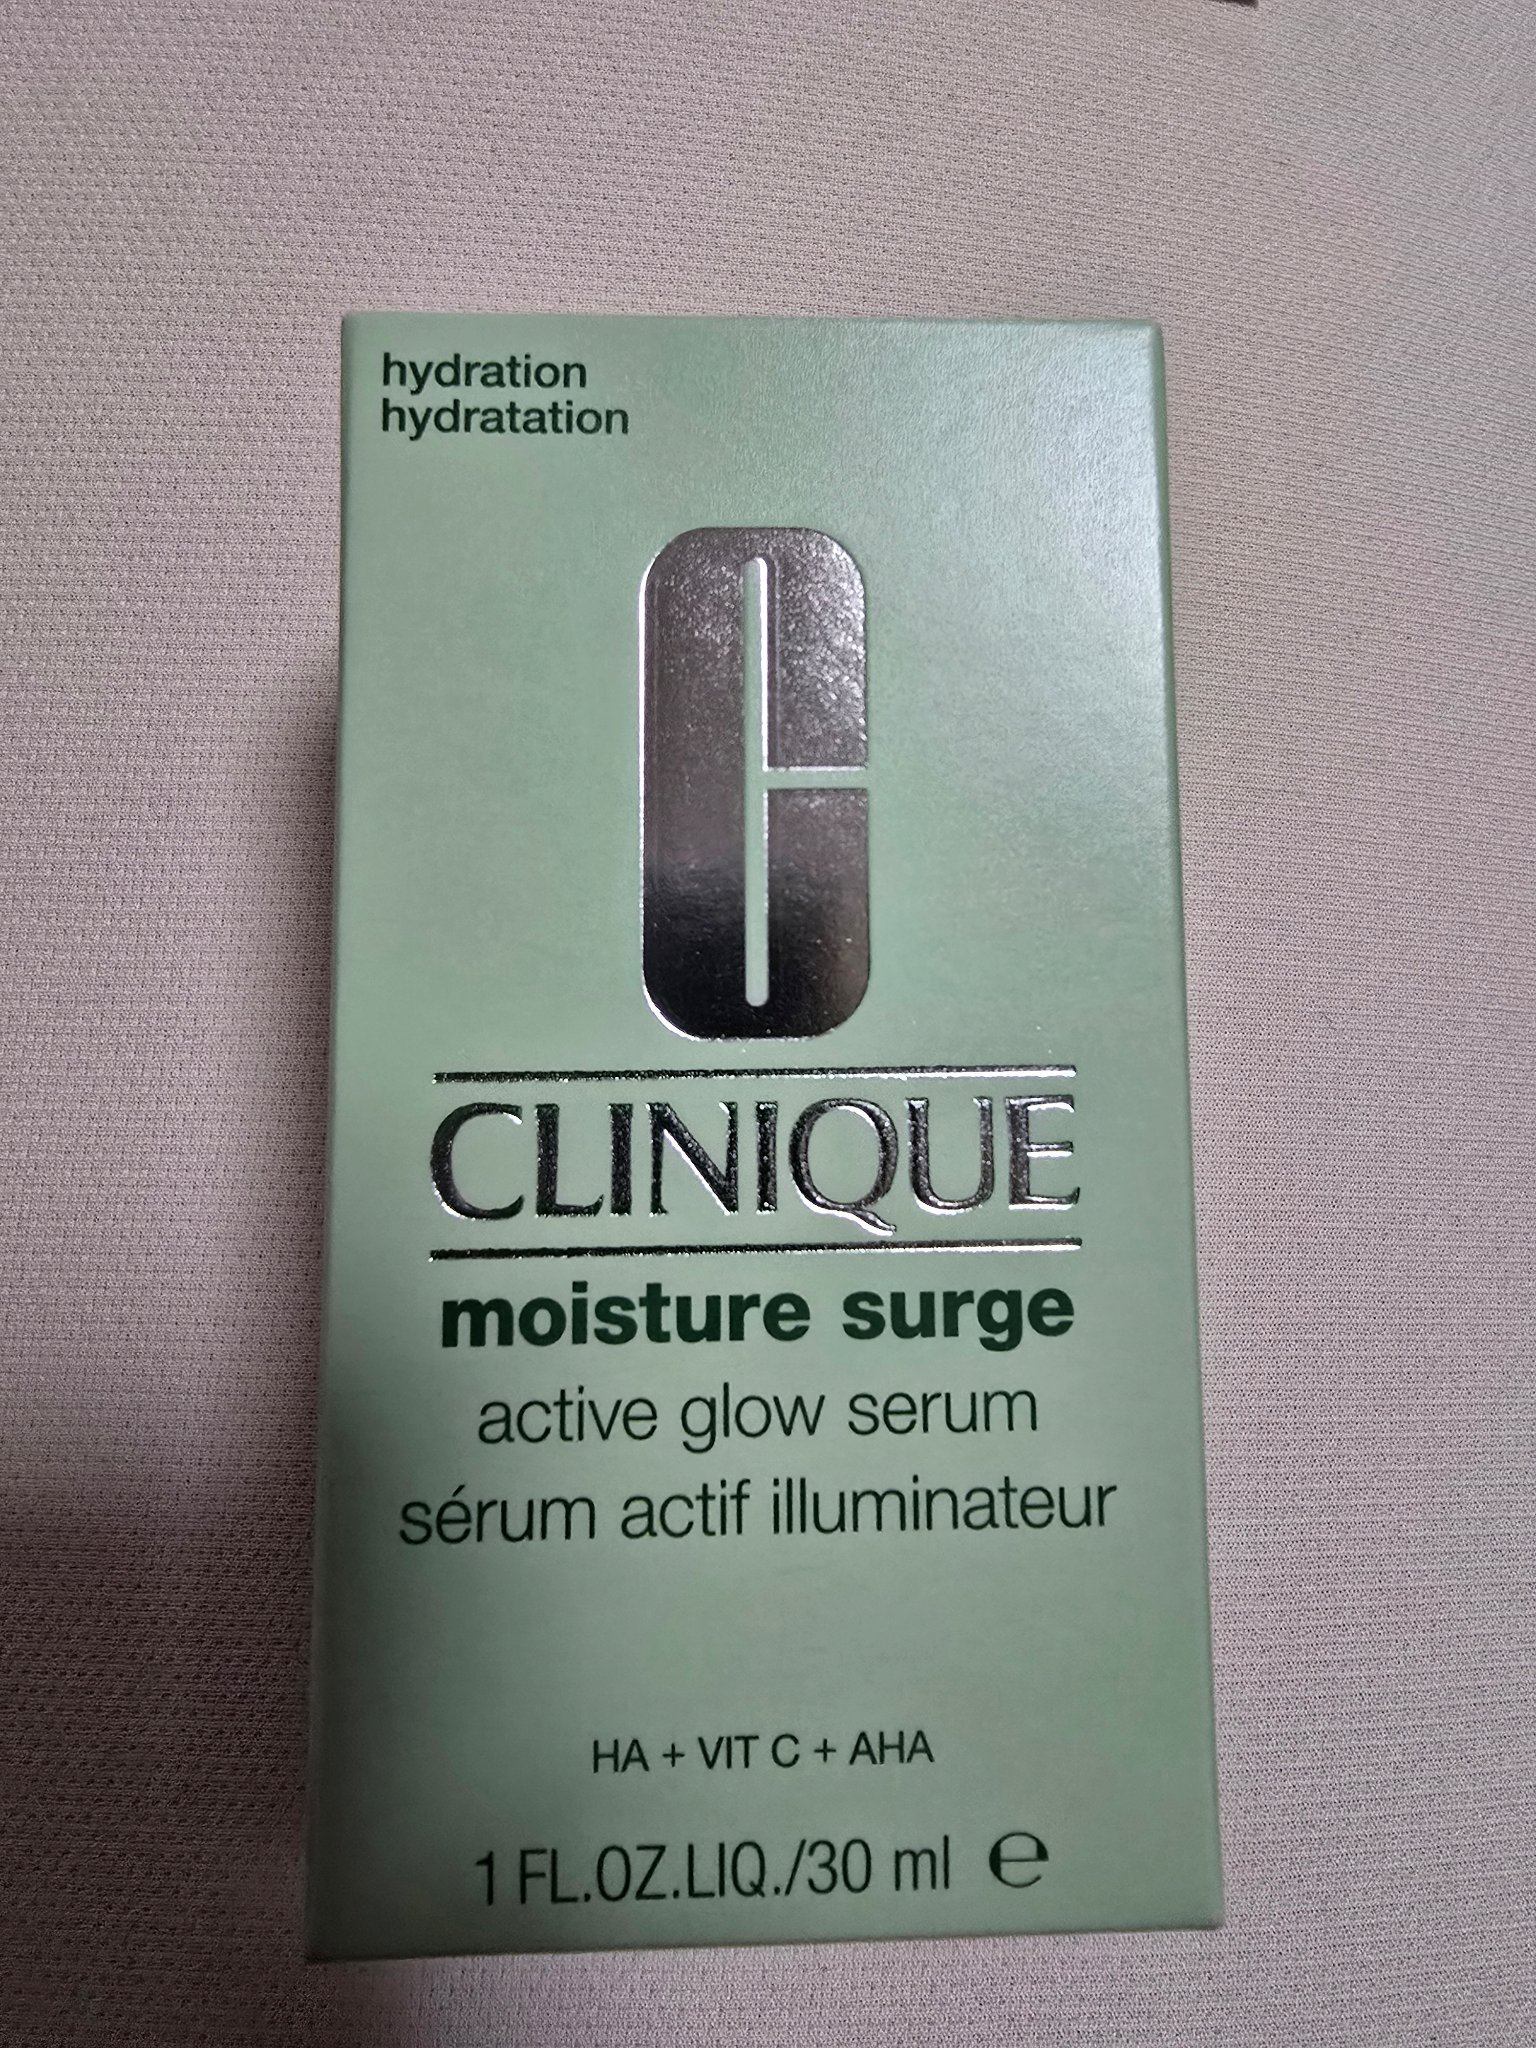 hydration
hydratation
C
CLINIQUE
moisture surge
active glow serum
sérum actif illuminateur
HA + VIT C + AHA
1 FL.OZ.LIQ./30 ml ℮